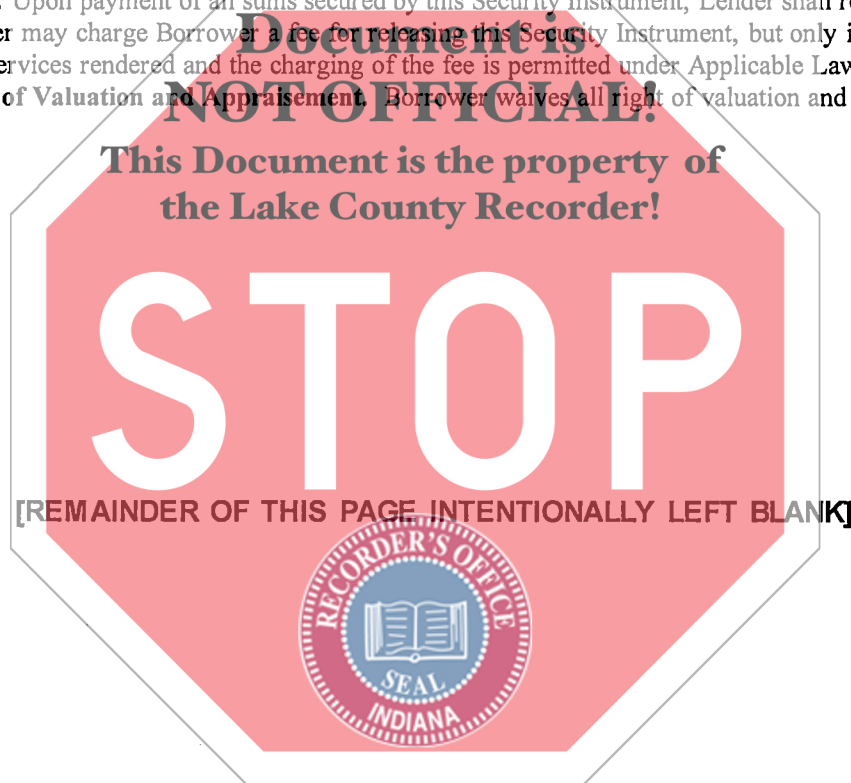 Upon payment of all sums secured by this Security Instrument, Lender shall
er may charge Borrower a fee for releasing this Security Instrument, but only i
ervices rendered and the charging of the fee is permitted under Applicable Law
of Valuation and Appraisement. Borrower waives all right of valuation and
Document is
NOT OFFICIAL!
This Document is the property of
the Lake County Recorder!
STOP
[REMAINDER OF THIS PAGE INTENTIONALLY LEFT BLANK]
RECORDER'S OFFICE
SEAL
INDIANA